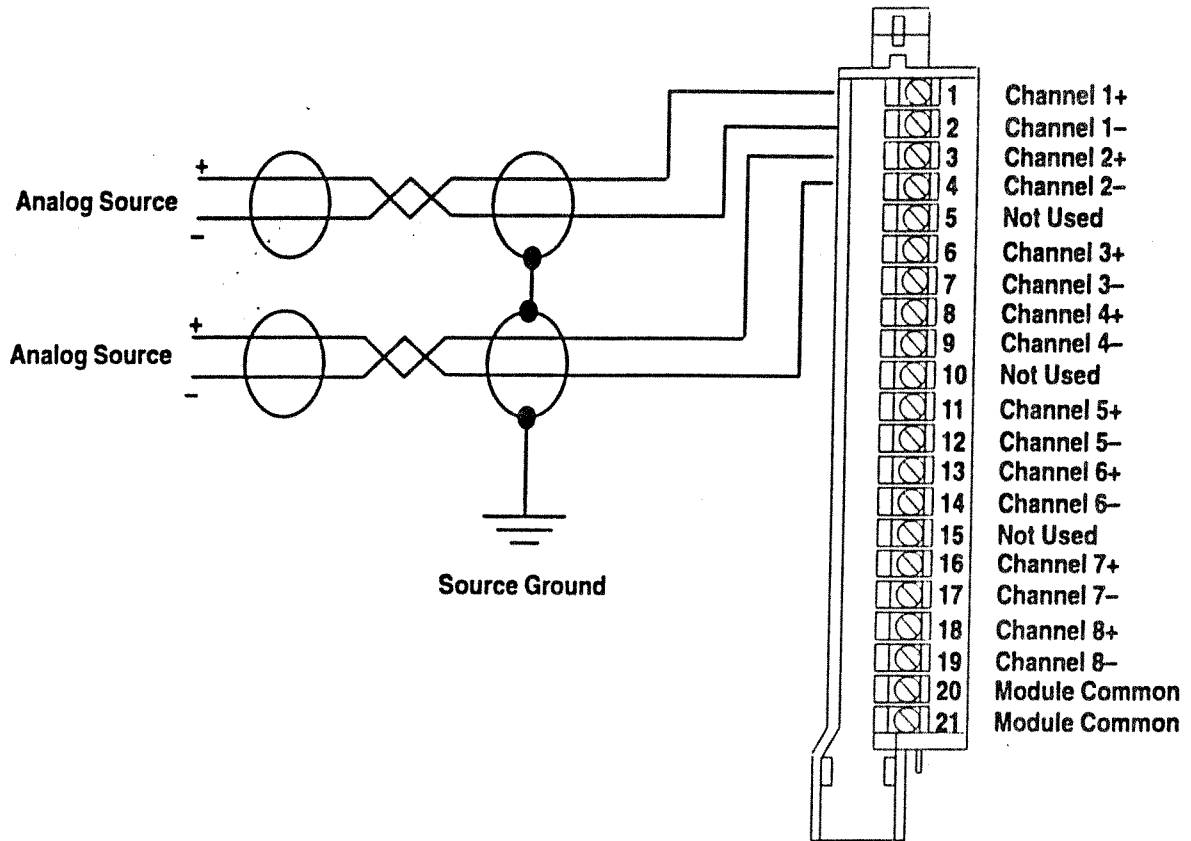 +
Analog Source
–
+
Analog Source
–
Source Ground
1 Channel 1+
2 Channel 1–
3 Channel 2+
4 Channel 2–
5 Not Used
6 Channel 3+
7 Channel 3–
8 Channel 4+
9 Channel 4–
10 Not Used
11 Channel 5+
12 Channel 5–
13 Channel 6+
14 Channel 6–
15 Not Used
16 Channel 7+
17 Channel 7–
18 Channel 8+
19 Channel 8–
20 Module Common
21 Module Common